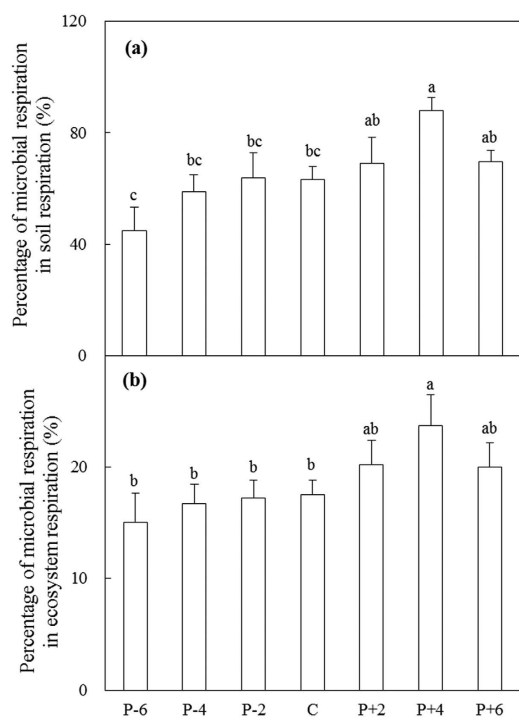 120
(a)
a
ab
ab
80
bc
bc
bc
c
40
0
Percentage of microbial respiration
in soil respiration (%)
(b)
a
ab
ab
20
b
b
b
b
10
0
Percentage of microbial respiration
in ecosystem respiration (%)
P-6 P-4 P-2 C P+2 P+4 P+6